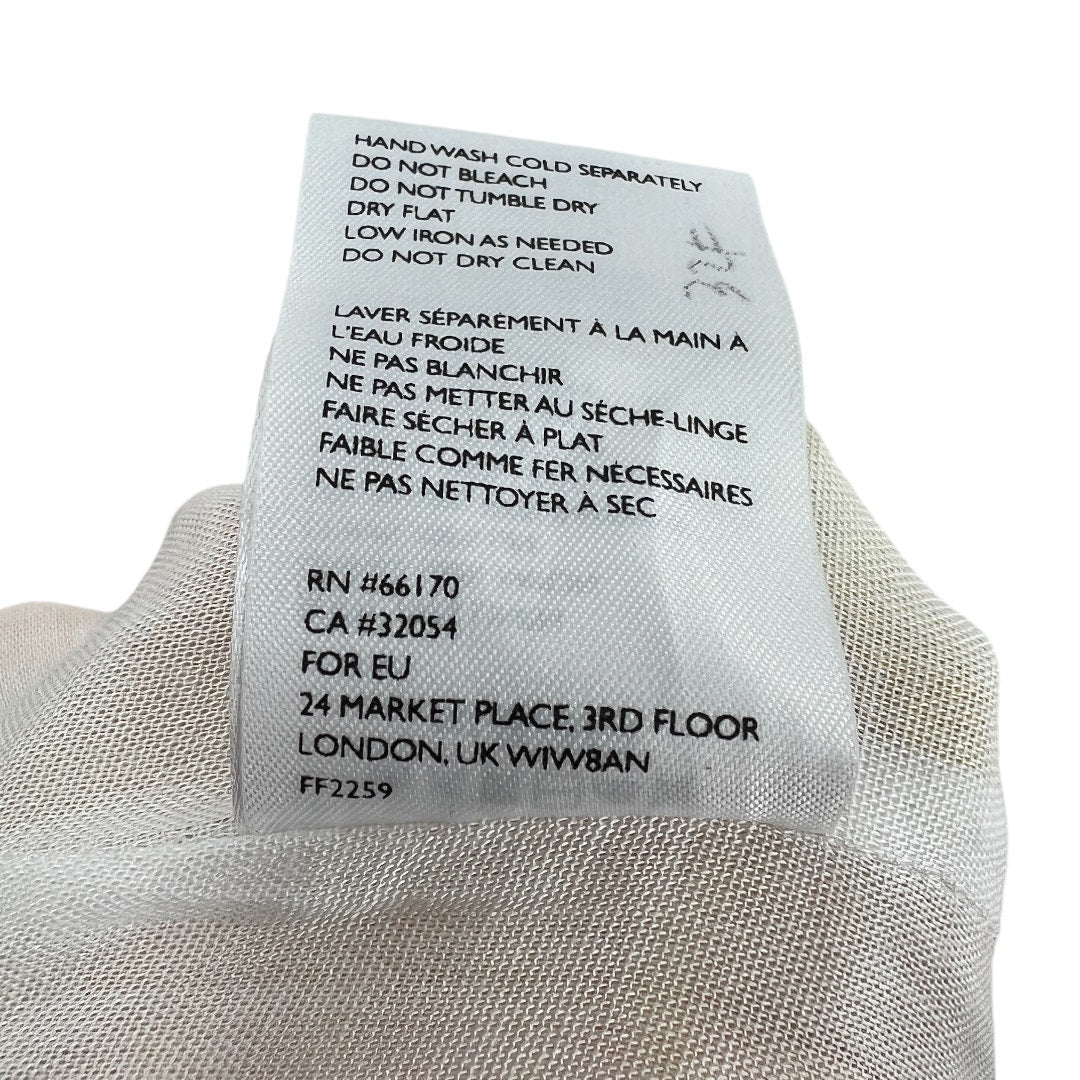 HAND WASH COLD SEPARATELY
DO NOT BLEACH
DO NOT TUMBLE DRY
DRY FLAT
LOW IRON AS NEEDED
DO NOT DRY CLEAN
LAVER SÉPARÉMENT À LA MAIN À
L'EAU FROIDE
NE PAS BLANCHIR
NE PAS METTER AU SÉCHE-LINGE
FAIRE SÉCHER À PLAT
FAIBLE COMME FER NÉCESSAIRES
NE PAS NETTOYER À SEC
RN #66170
CA #32054
FOR EU
24 MARKET PLACE, 3RD FLOOR
LONDON, UK W1W8AN
FF2259